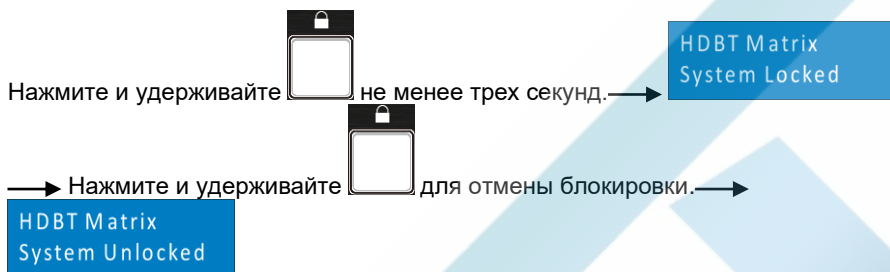 HDBT Matrix
System Locked
Нажмите и удерживайте не менее трех секунд.
Нажмите и удерживайте для отмены блокировки.
HDBT Matrix
System Unlocked